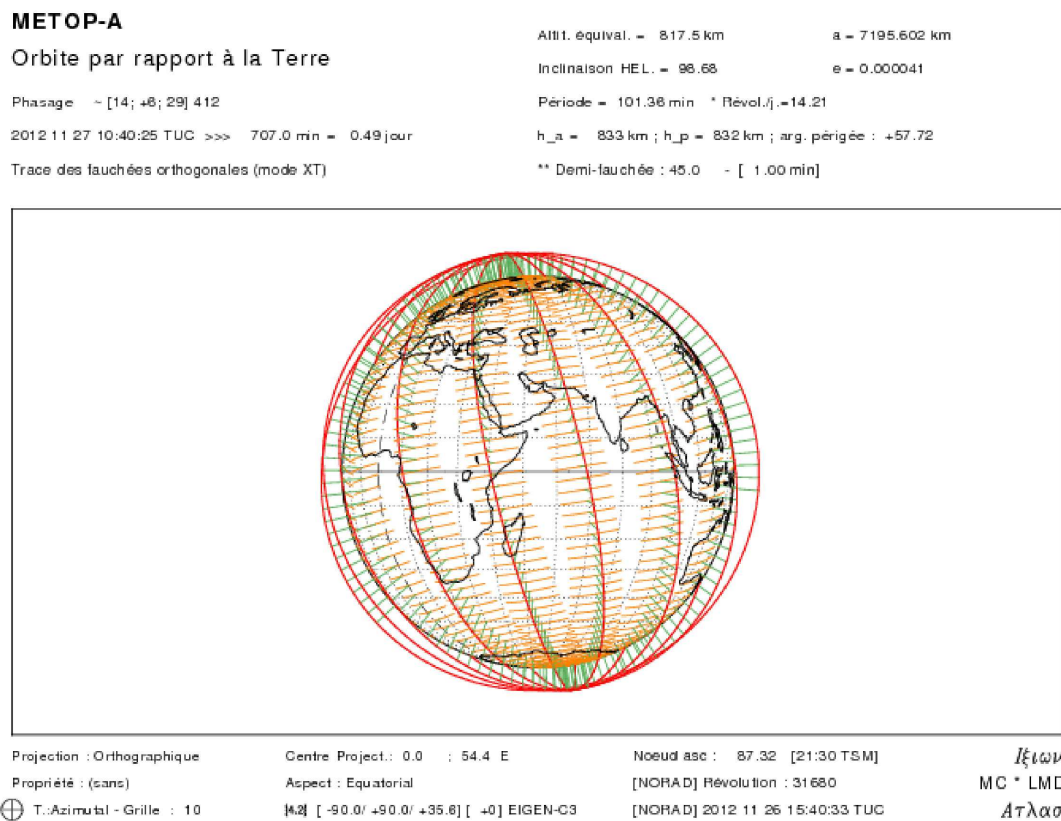 METOP-A
Orbite par rapport à la Terre
Phasage ~ [14; +6; 29] 412
2012 11 27 10:40:25 TUC >>> 707.0 min = 0.49 jour
Trace des fauchées orthogonales (mode XT)
Altit. équival. = 817.5 km a = 7195.602 km
Inclinaison HEL. = 98.68 e = 0.000041
Période = 101.36 min * Révol./j.=14.21
h_a = 833 km ; h_p = 832 km ; arg. périgée : +57.72
** Demi-fauchée : 45.0 - [ 1.00 min]
Projection : Orthographique
Propriété : (sans)
T.:Azimutal - Grille : 10
Centre Project.: 0.0 ; 54.4 E
Aspect : Equatorial
[4.2] [ -90.0/ +90.0/ +35.6] [ +0] EIGEN-C3
Noeud asc : 87.32 [21:30 TSM]
[NORAD] Révolution : 31680
[NORAD] 2012 11 26 15:40:33 TUC
Ιξιων
MC * LMD
Ατλας